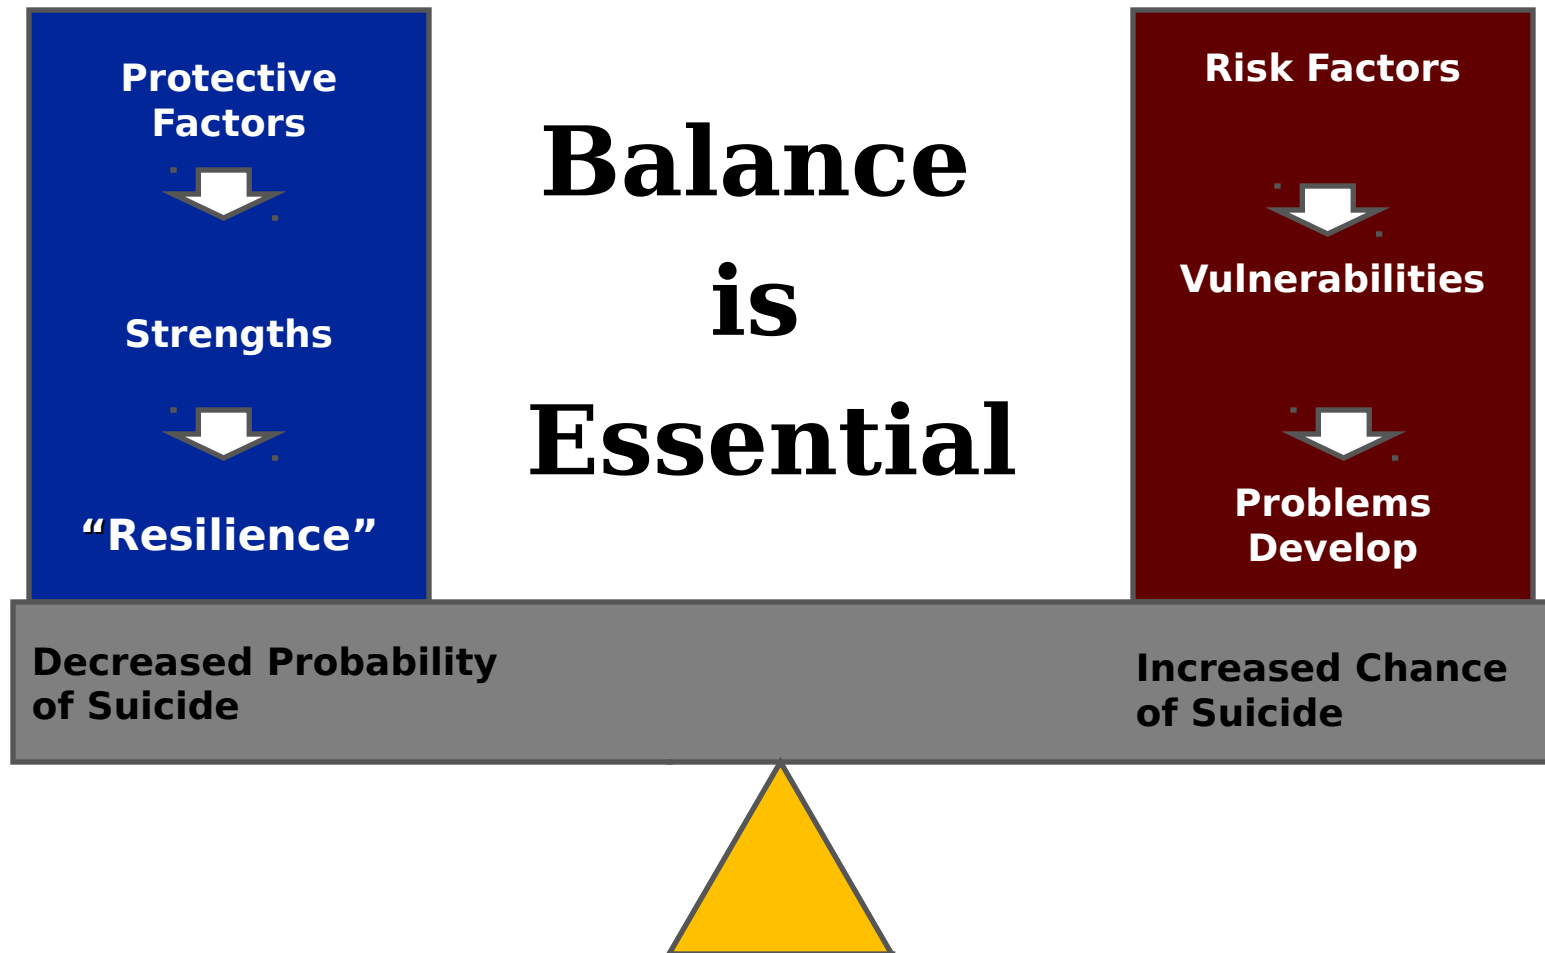 Protective
Factors
Strengths
“Resilience”
Balance
is
Essential
Risk Factors
Vulnerabilities
Problems
Develop
Decreased Probability
of Suicide
Increased Chance
of Suicide